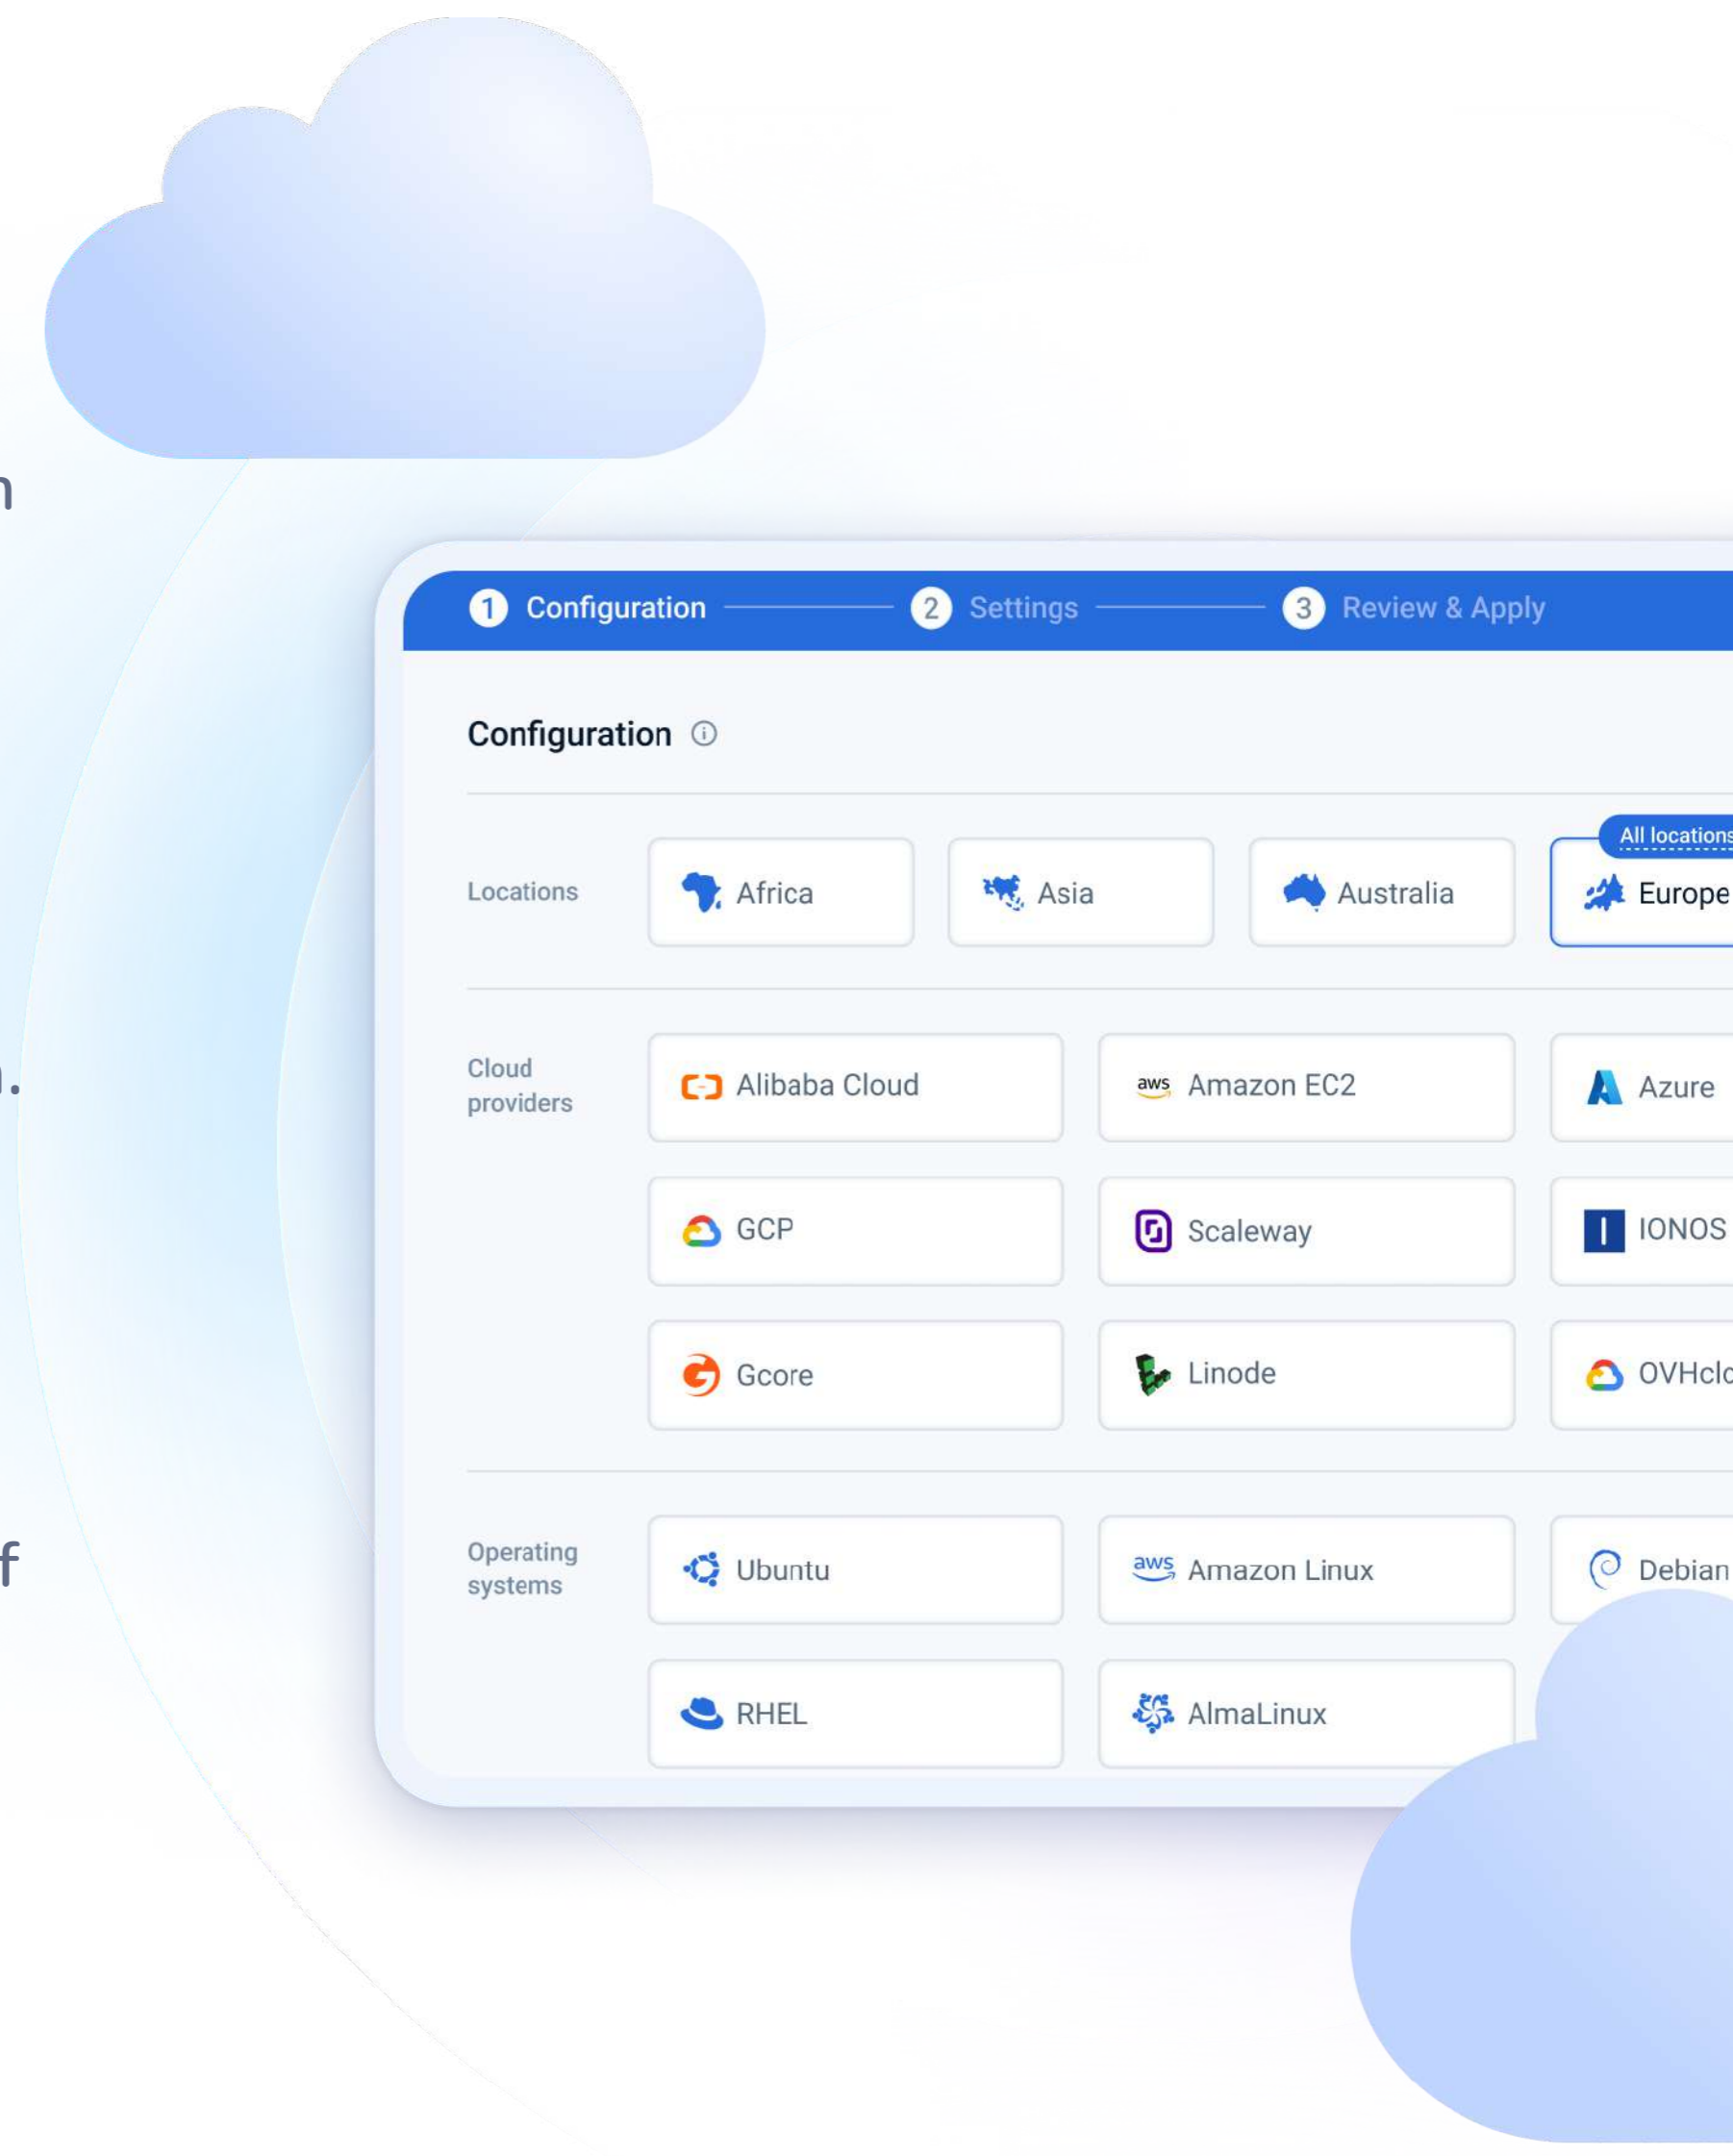 n
1 Configuration 2 Settings 3 Review & Apply
Configuration
All locations
Locations Africa Asia Australia Europe
Cloud
providers
Alibaba Cloud aws Amazon EC2 Azure
GCP Scaleway IONOS
Gcore Linode OVHclo
Operating
systems
Ubuntu aws Amazon Linux Debian
RHEL AlmaLinux
.
f